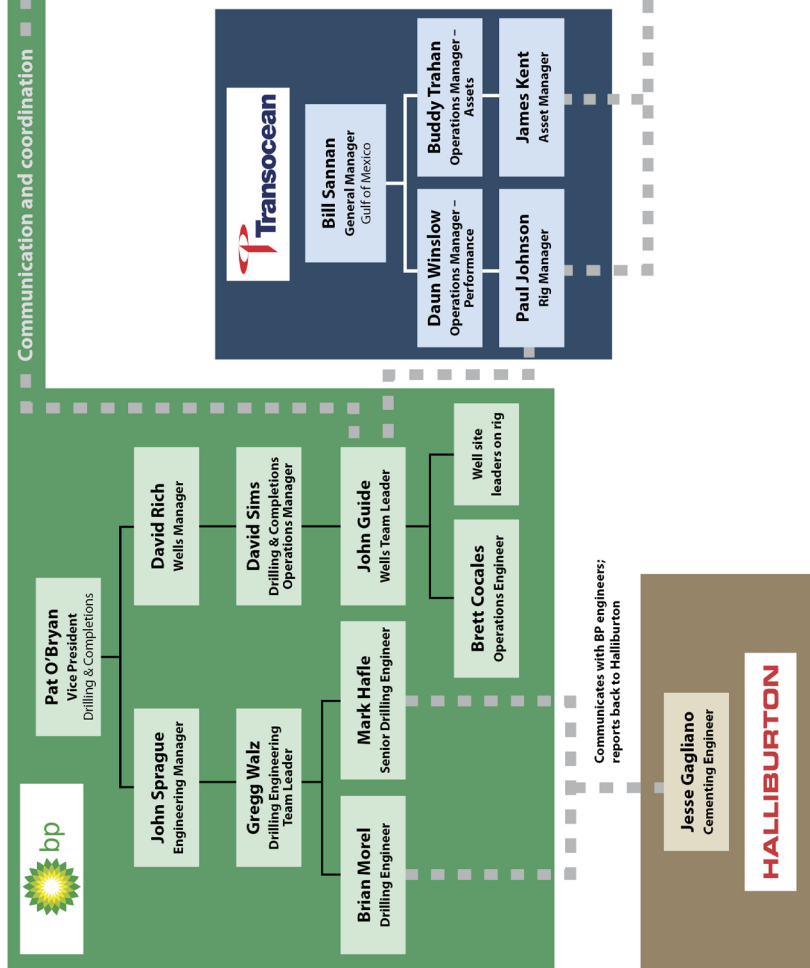 bp
Pat O'Bryan
Vice President
Drilling & Completions
John Sprague
Engineering Manager
David Rich
Wells Manager
Gregg Walz
Drilling Engineering
Team Leader
David Sims
Drilling & Completions
Operations Manager
Brian Morel
Drilling Engineer
Mark Hafle
Senior Drilling Engineer
John Guide
Wells Team Leader
Brett Cocales
Operations Engineer
Well site
leaders on rig
Communication and coordination
Transocean
Bill Sannan
General Manager
Gulf of Mexico
Daun Winslow
Operations Manager –
Performance
Buddy Trahan
Operations Manager –
Assets
Paul Johnson
Rig Manager
James Kent
Asset Manager
Communicates with BP engineers;
reports back to Halliburton
Jesse Gagliano
Cementing Engineer
HALLIBURTON